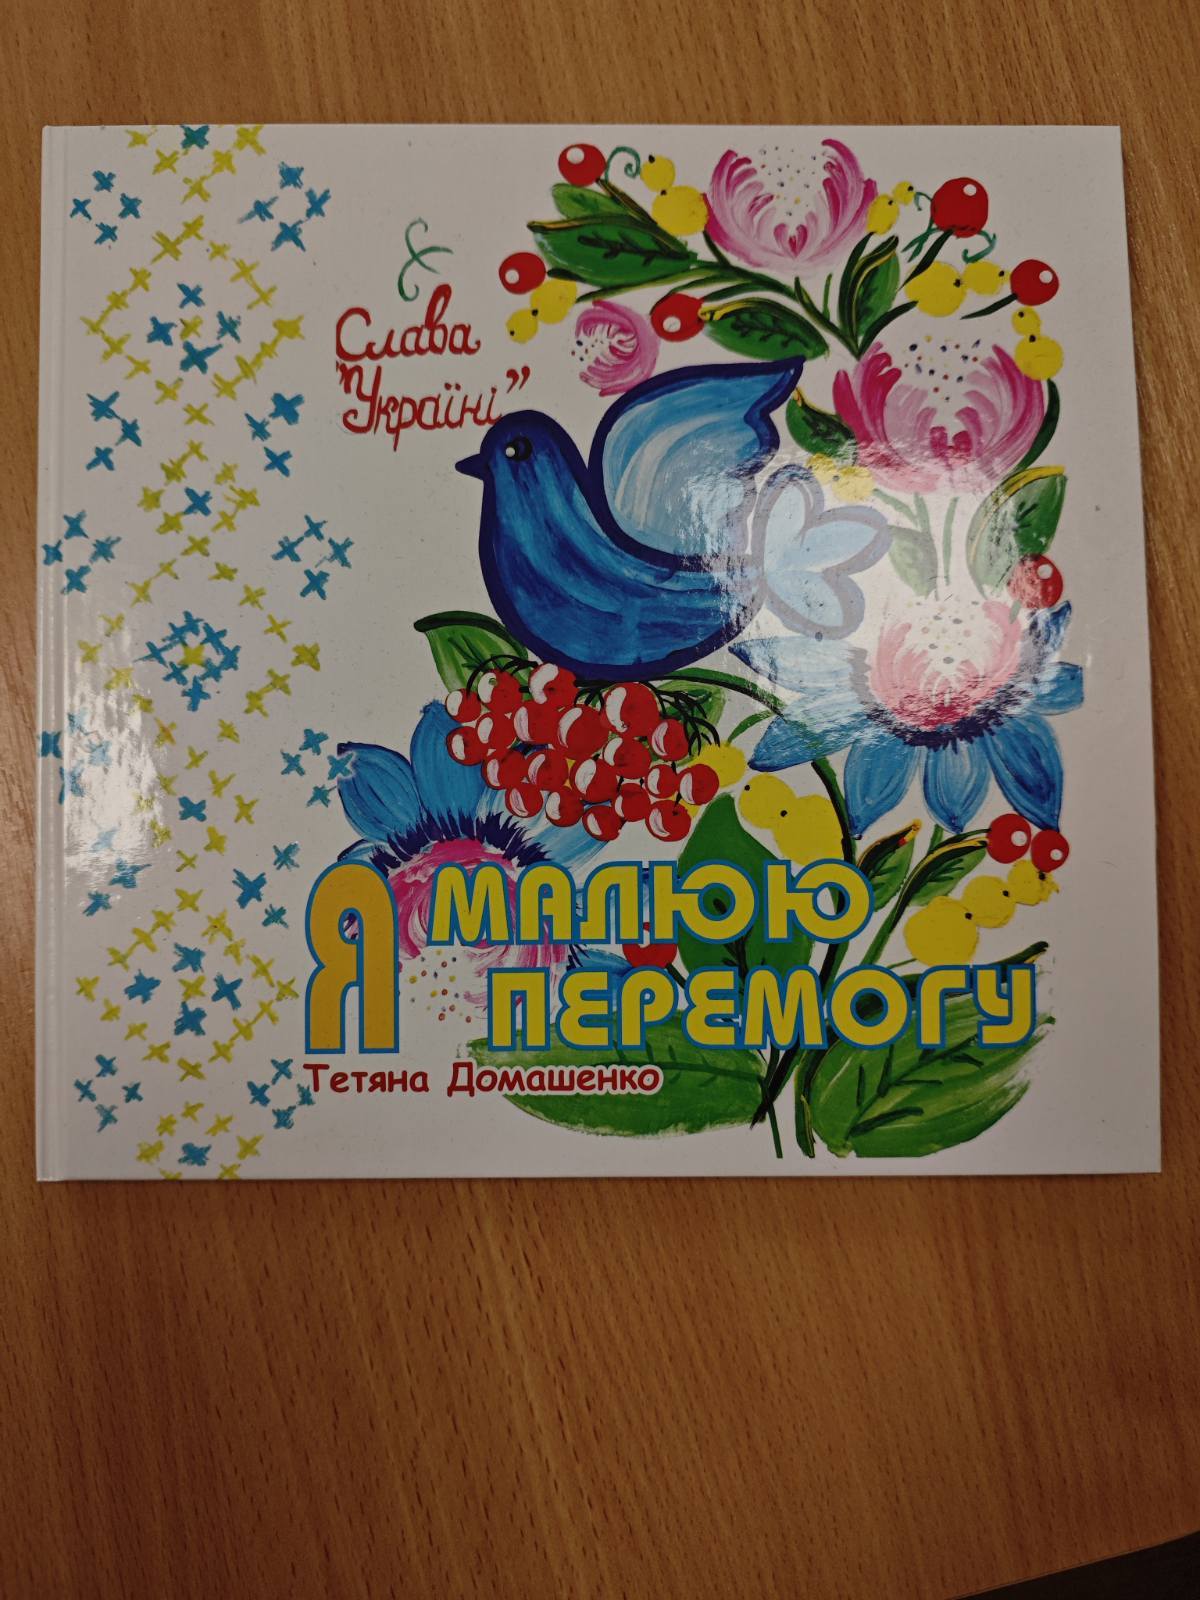 Слава
"Україні"
Я МАЛЮЮ
ПЕРЕМОГУ
Тетяна Домашенко